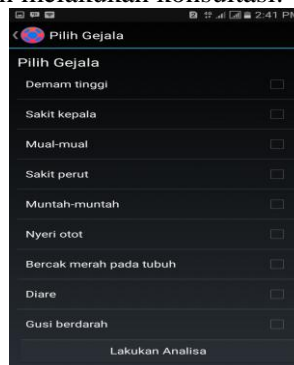 melakukan konsultasi.
2:41 PM
Pilih Gejala
Pilih Gejala
Demam tinggi
Sakit kepala
Mual-mual
Sakit perut
Muntah-muntah
Nyeri otot
Bercak merah pada tubuh
Diare
Gusi berdarah
Lakukan Analisa